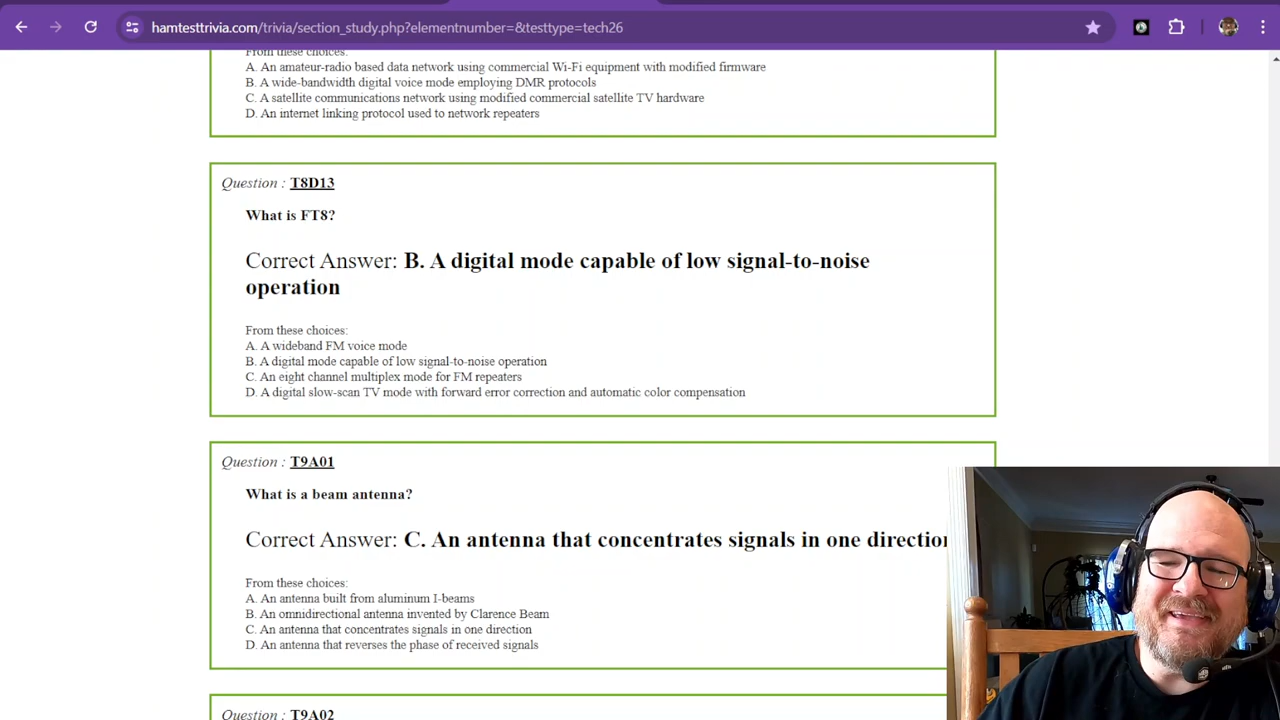 hamtesttrivia.com/trivia/section_study.php?elementnumber=&testtype=tech26
From these choices:
A. An amateur-radio based data network using commercial Wi-Fi equipment with modified firmware
B. A wide-bandwidth digital voice mode employing DMR protocols
C. A satellite communications network using modified commercial satellite TV hardware
D. An internet linking protocol used to network repeaters
Question : T8D13
What is FT8?
Correct Answer: B. A digital mode capable of low signal-to-noise
operation
From these choices:
A. A wideband FM voice mode
B. A digital mode capable of low signal-to-noise operation
C. An eight channel multiplex mode for FM repeaters
D. A digital slow-scan TV mode with forward error correction and automatic color compensation
Question : T9A01
What is a beam antenna?
Correct Answer: C. An antenna that concentrates signals in one direction
From these choices:
A. An antenna built from aluminum I-beams
B. An omnidirectional antenna invented by Clarence Beam
C. An antenna that concentrates signals in one direction
D. An antenna that reverses the phase of received signals
Question : T9A02